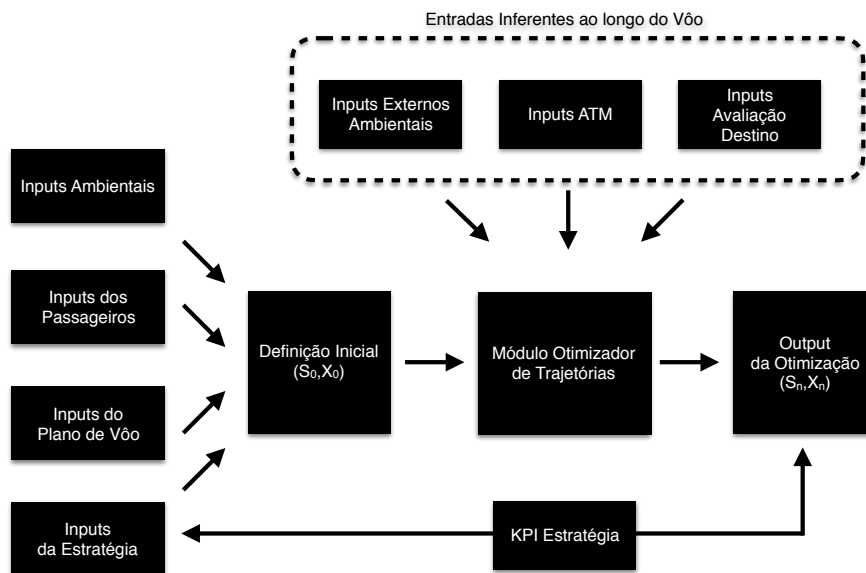 Entradas Inferentes ao longo do Vôo
Inputs Externos
Ambientais
Inputs ATM
Inputs
Avaliação
Destino
Inputs Ambientais
Inputs dos
Passageiros
Inputs do
Plano de Vôo
Inputs
da Estratégia
Definição Inicial
(S₀,X₀)
Módulo Otimizador
de Trajetórias
Output
da Otimização
(Sₙ,Xₙ)
KPI Estratégia